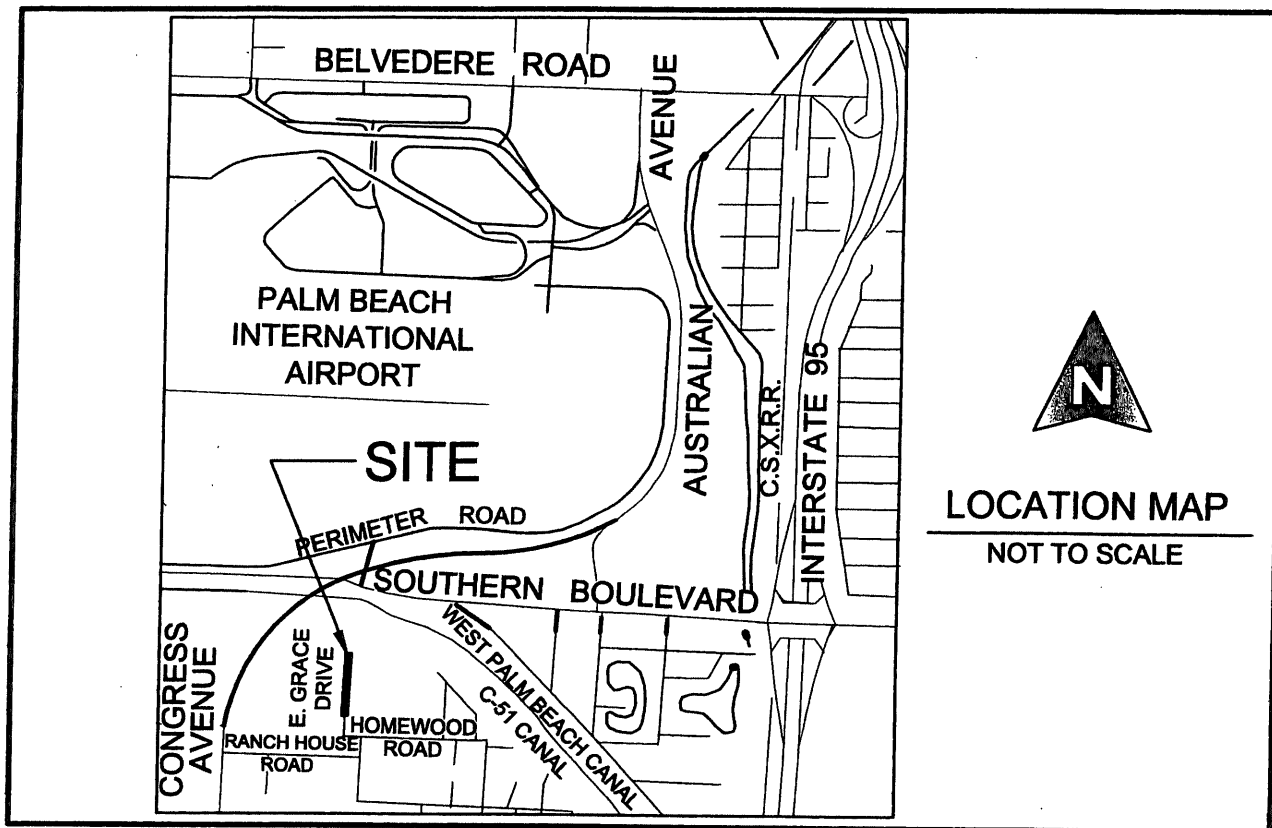 BELVEDERE ROAD
AVENUE
AUSTRALIAN
PALM BEACH
INTERNATIONAL
AIRPORT
C.S.X.R.R.
INTERSTATE 95
SITE
PERIMETER ROAD
SOUTHERN BOULEVARD
CONGRESS
AVENUE
E. GRACE
DRIVE
WEST PALM BEACH CANAL
C-51 CANAL
RANCH HOUSE
ROAD
HOMEWOOD
ROAD
N
LOCATION MAP
NOT TO SCALE